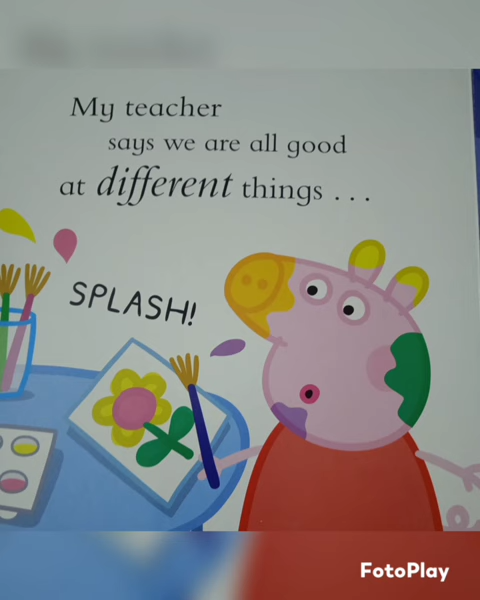 My teacher
says we are all good
at different things . . .
SPLASH!
FotoPlay